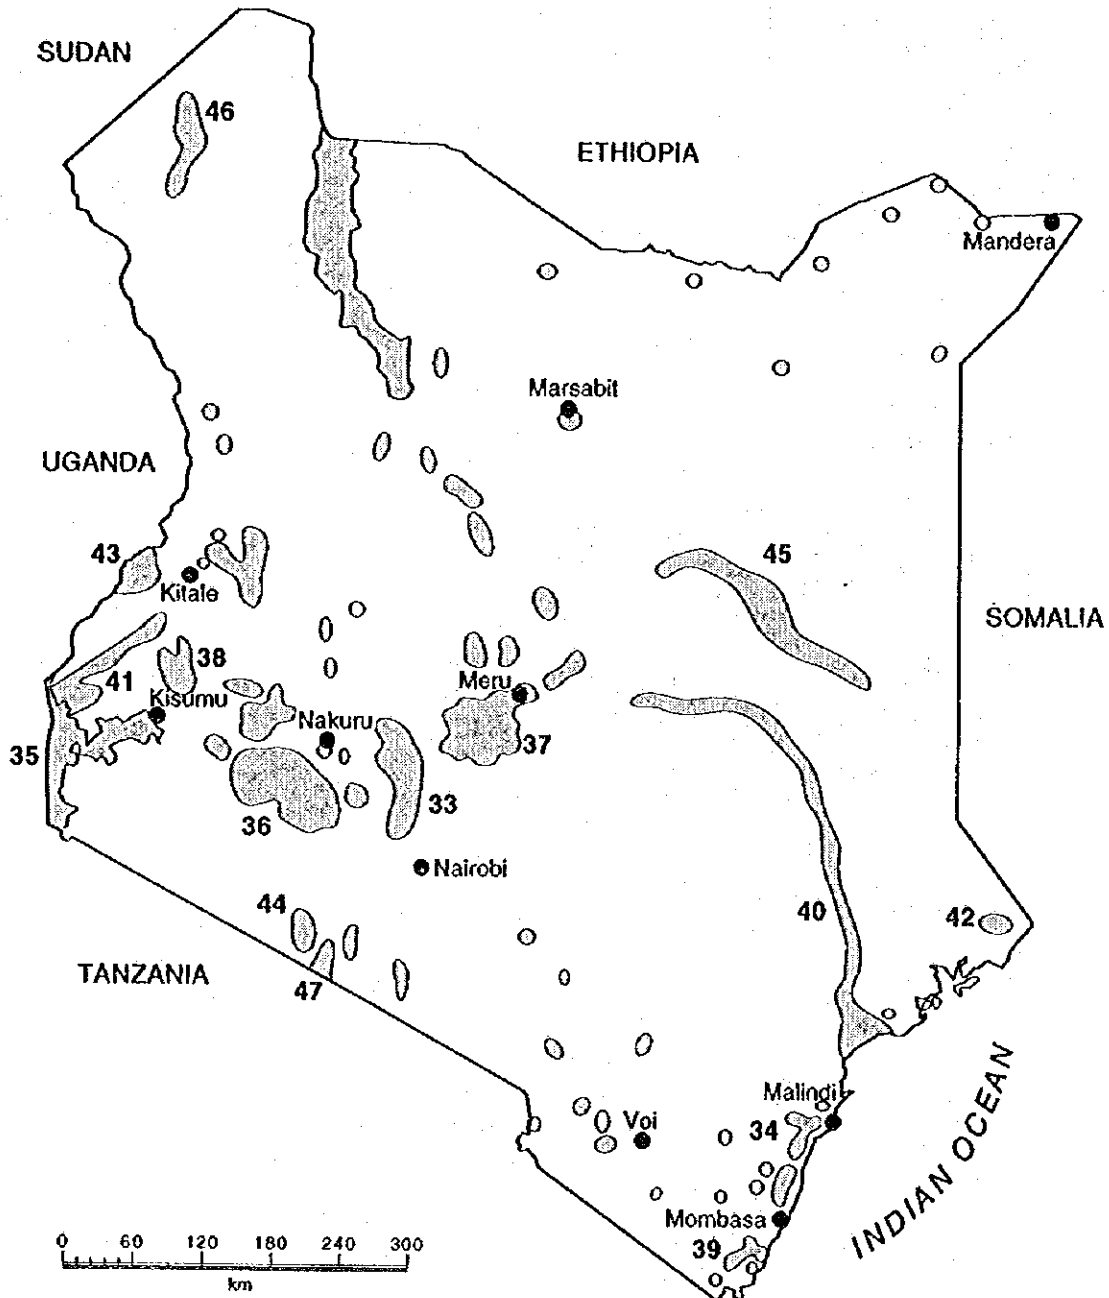 SUDAN
46
ETHIOPIA
Mandera
Marsabit
UGANDA
43
Kitale
45
SOMALIA
38
41
Kisumu
Meru
Nakuru
35
37
36
33
Nairobi
44
40
42
TANZANIA
47
Malindi
Voi
34
Mombasa
39
INDIAN OCEAN
0 60 120 180 240 300
km